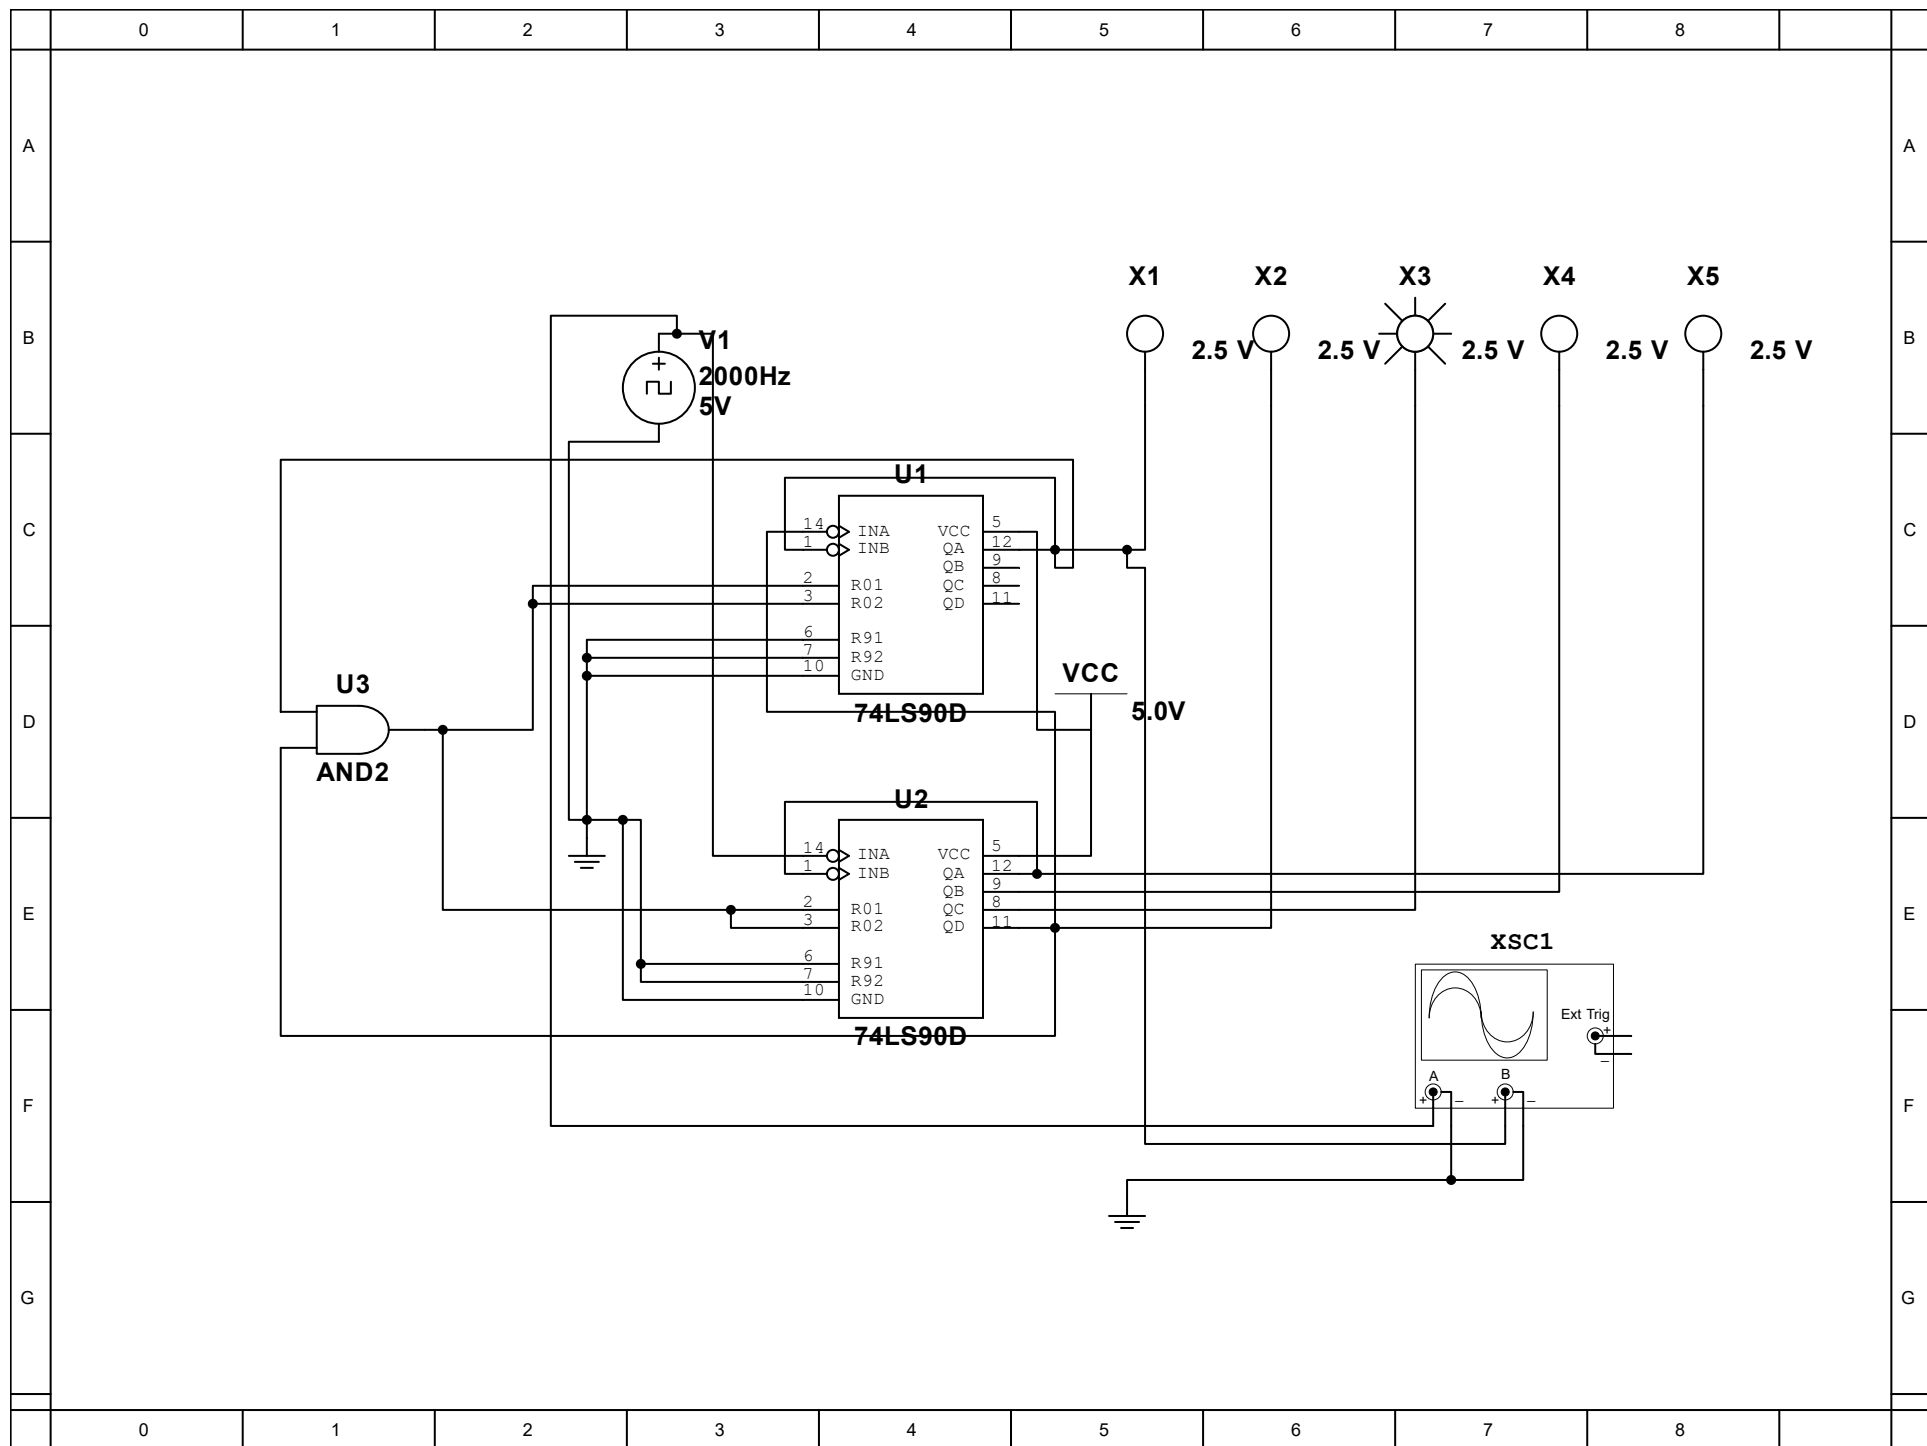 0 1 2 3 4 5 6 7 8
A A
X1 X2 X3 X4 X5
B B
V1
2.5 V 2.5 V 2.5 V 2.5 V 2.5 V
2000Hz
5V
U1
C C
14 INA VCC 5
1 INB QA 12
QB 9
2 R01 QC 8
3 R02 QD 11
6 R91
7 R92
10 GND
VCC
U3
74LS90D 5.0V
D D
AND2
U2
14 INA VCC 5
1 INB QA 12
QB 9
2 R01 QC 8
3 R02 QD 11
E E
XSC1
6 R91
7 R92
10 GND
Ext Trig
+
74LS90D
_
A B
+ _ + _
F F
G G
0 1 2 3 4 5 6 7 8